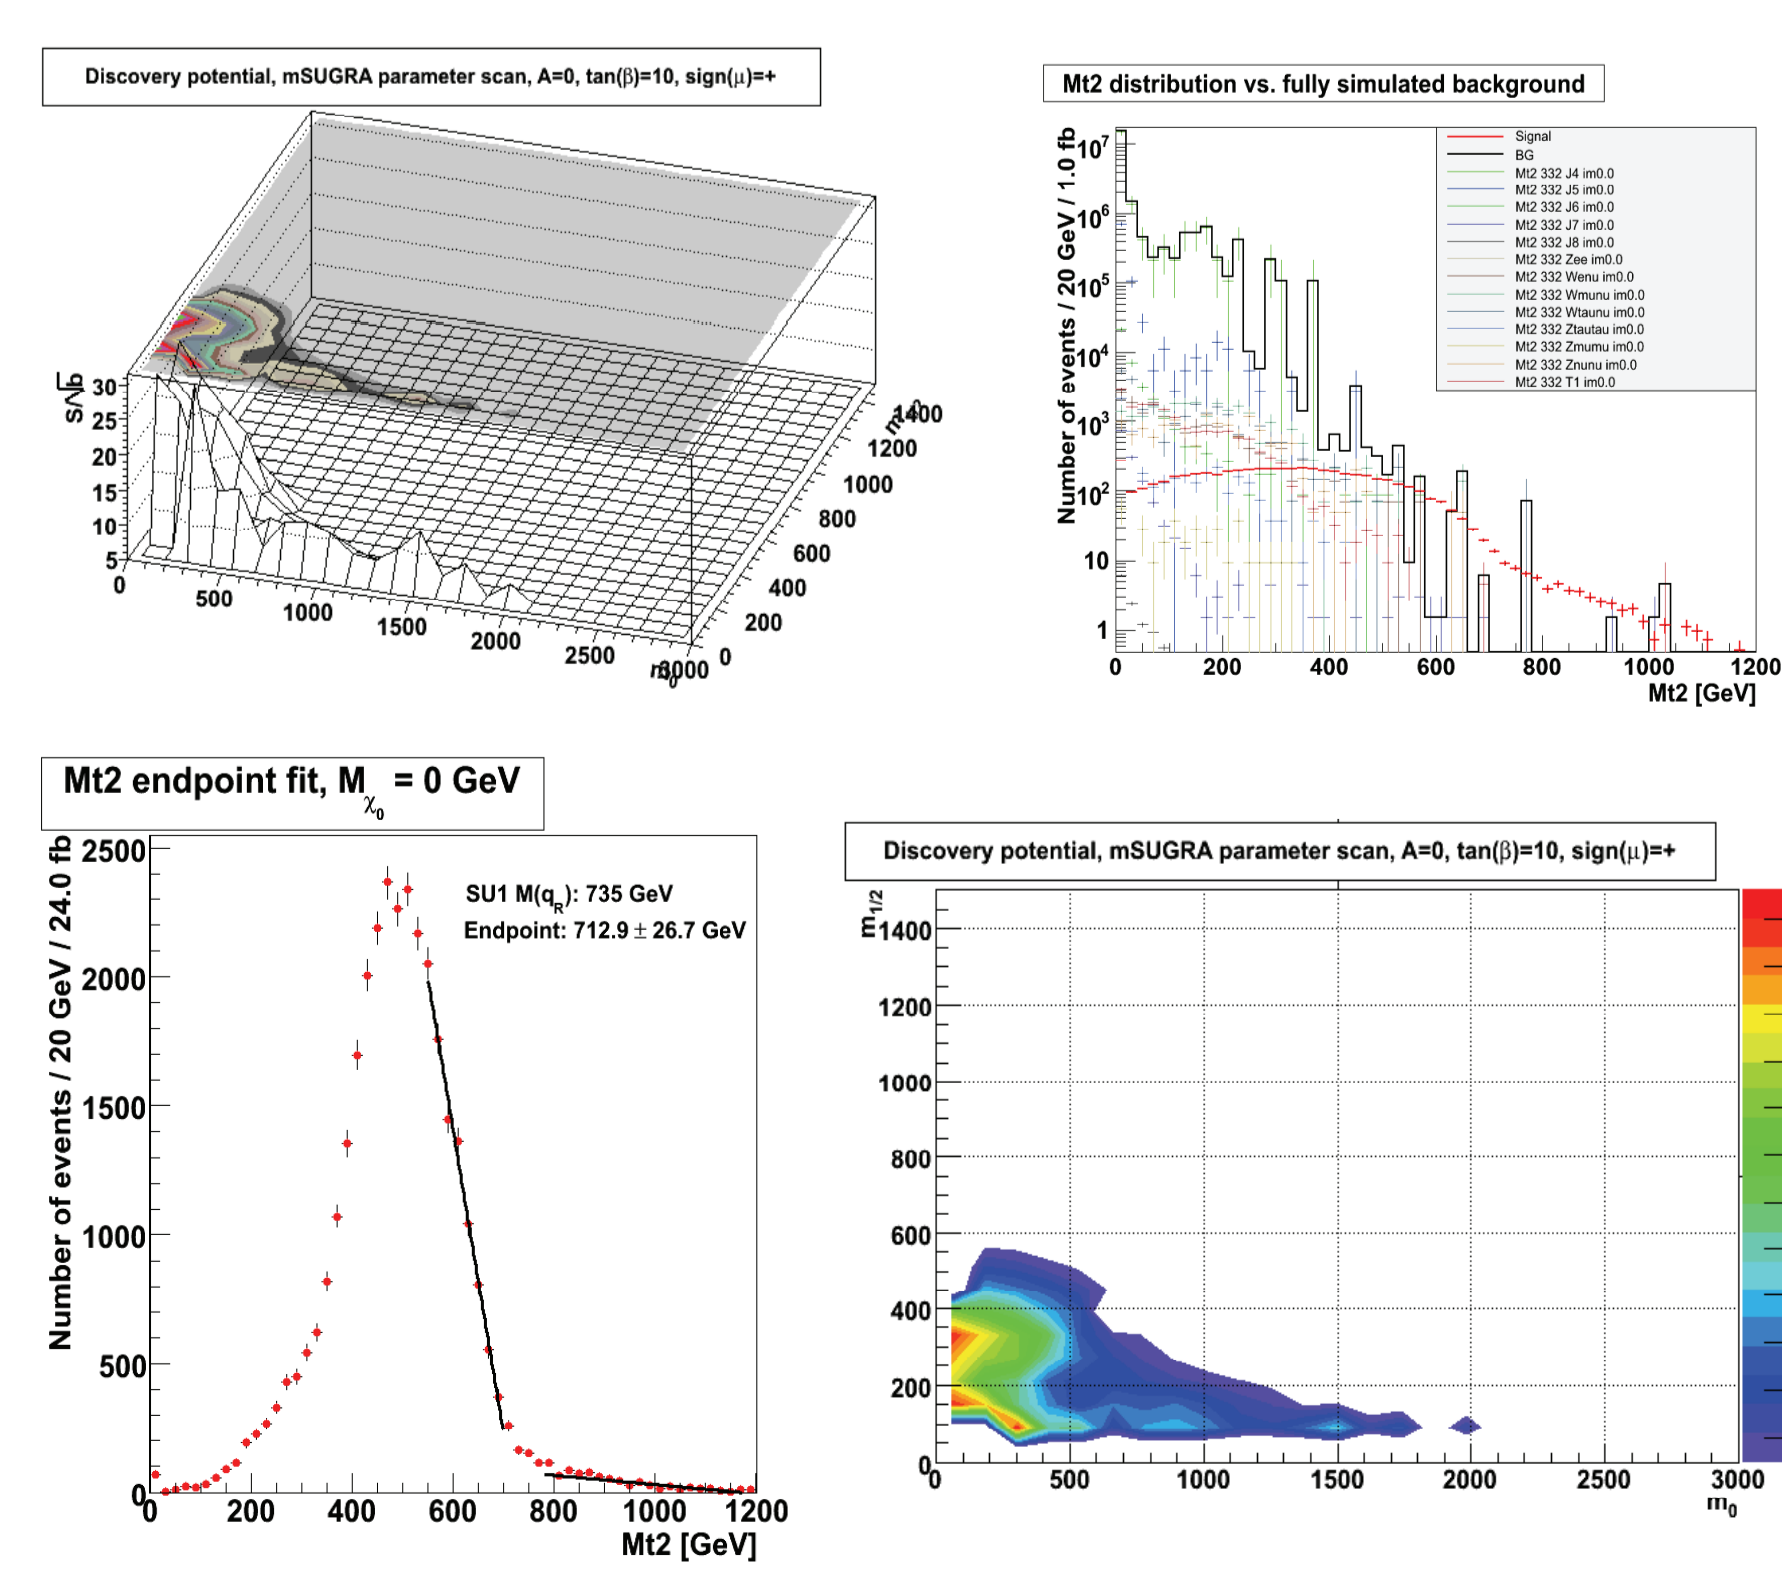 Discovery potential, mSUGRA parameter scan, A=0, tan(β)=10, sign(μ)=+
s/√b
30
25
20
15
10
5
0
500
1000
1500
2000
2500
3000
m₀
0
200
400
600
800
1000
1200
1400
Mt2 distribution vs. fully simulated background
Number of events / 20 GeV / 1.0 fb
10⁷
10⁶
10⁵
10⁴
10³
10²
10
1
Signal
BG
Mt2 332 J4 im0.0
Mt2 332 J5 im0.0
Mt2 332 J6 im0.0
Mt2 332 J7 im0.0
Mt2 332 J8 im0.0
Mt2 332 Zee im0.0
Mt2 332 Wenu im0.0
Mt2 332 Wmunu im0.0
Mt2 332 Wtaunu im0.0
Mt2 332 Ztautau im0.0
Mt2 332 Zmumu im0.0
Mt2 332 Znunu im0.0
Mt2 332 T1 im0.0
0 200 400 600 800 1000 1200
Mt2 [GeV]
Mt2 endpoint fit, M_χ₀ = 0 GeV
Number of events / 20 GeV / 24.0 fb
2500
2000
1500
1000
500
0
SU1 M(q_R): 735 GeV
Endpoint: 712.9 ± 26.7 GeV
0 200 400 600 800 1000 1200
Mt2 [GeV]
Discovery potential, mSUGRA parameter scan, A=0, tan(β)=10, sign(μ)=+
m₁/₂
1400
1200
1000
800
600
400
200
0
0 500 1000 1500 2000 2500 3000
m₀